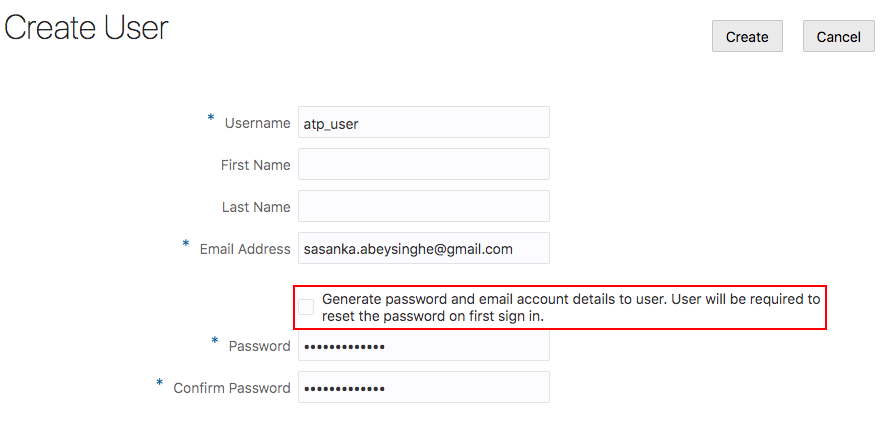 Create User
Create
Cancel
* Username
atp_user
First Name
Last Name
* Email Address
sasanka.abeysinghe@gmail.com
Generate password and email account details to user. User will be required to
reset the password on first sign in.
* Password
•••••••••••••
* Confirm Password
•••••••••••••